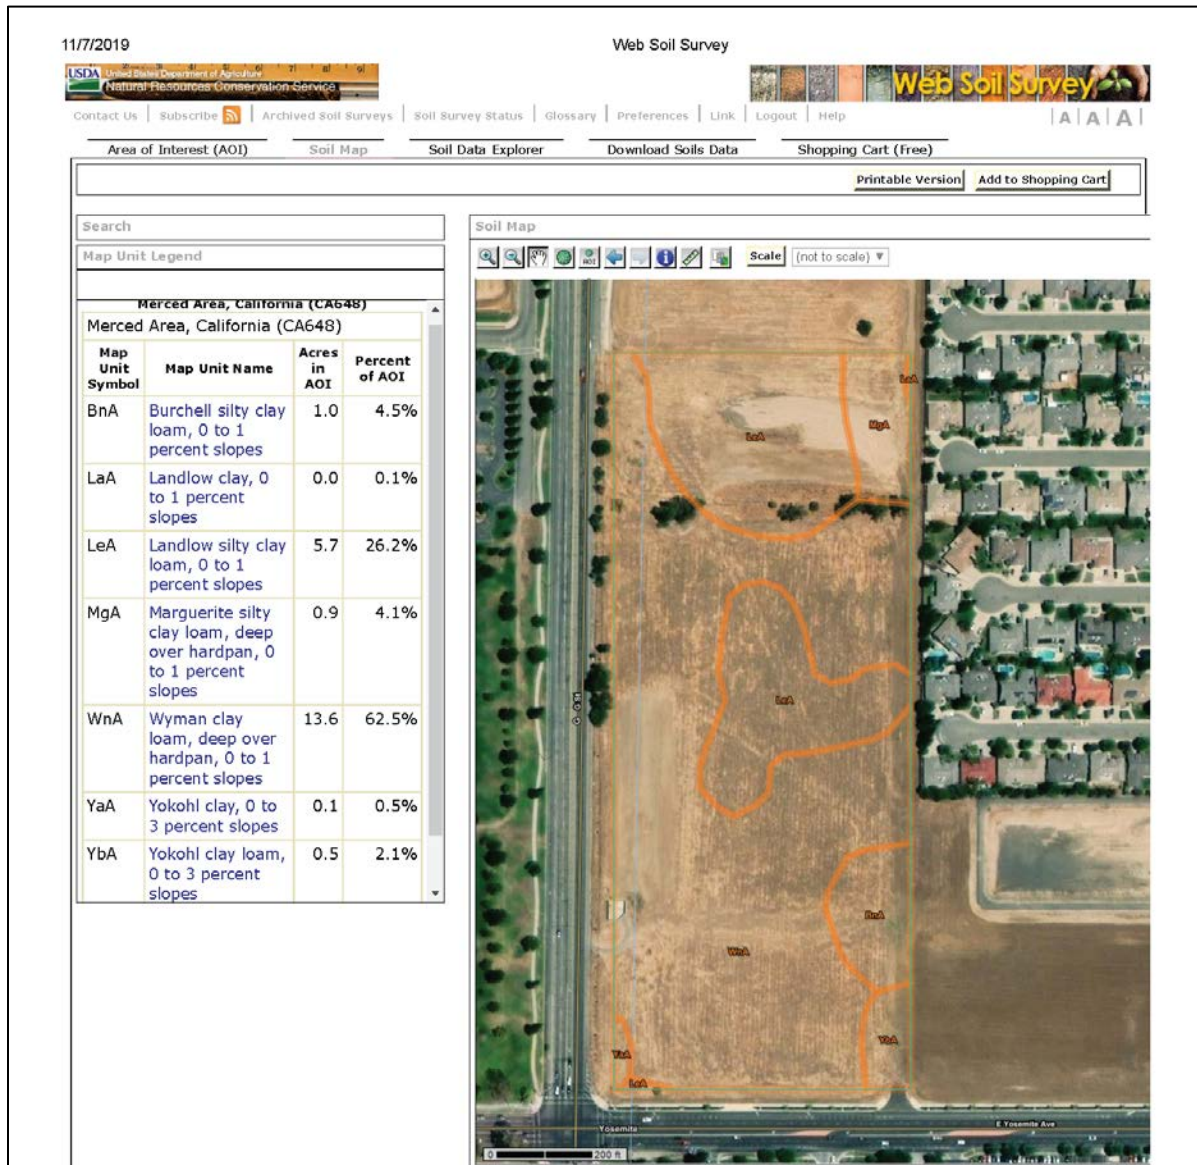 11/7/2019 Web Soil Survey
USDA United States Department of Agriculture
Natural Resources Conservation Service
Web Soil Survey
Contact Us | Subscribe | Archived Soil Surveys | Soil Survey Status | Glossary | Preferences | Link | Logout | Help | A | A | A |
Area of Interest (AOI) Soil Map Soil Data Explorer Download Soils Data Shopping Cart (Free)
Printable Version Add to Shopping Cart
Search
Map Unit Legend
Merced Area, California (CA648)
Merced Area, California (CA648)
Map Unit Symbol Map Unit Name Acres in AOI Percent of AOI
BnA Burchell silty clay loam, 0 to 1 percent slopes 1.0 4.5%
LaA Landlow clay, 0 to 1 percent slopes 0.0 0.1%
LeA Landlow silty clay loam, 0 to 1 percent slopes 5.7 26.2%
MgA Marguerite silty clay loam, deep over hardpan, 0 to 1 percent slopes 0.9 4.1%
WnA Wyman clay loam, deep over hardpan, 0 to 1 percent slopes 13.6 62.5%
YaA Yokohl clay, 0 to 3 percent slopes 0.1 0.5%
YbA Yokohl clay loam, 0 to 3 percent slopes 0.5 2.1%
Soil Map
AOI
Scale (not to scale)
LaA
LeA
MgA
LeA
G St
BnA
WnA
YbA
YaA
LeA
Yosemite
E Yosemite Ave
0 200 ft